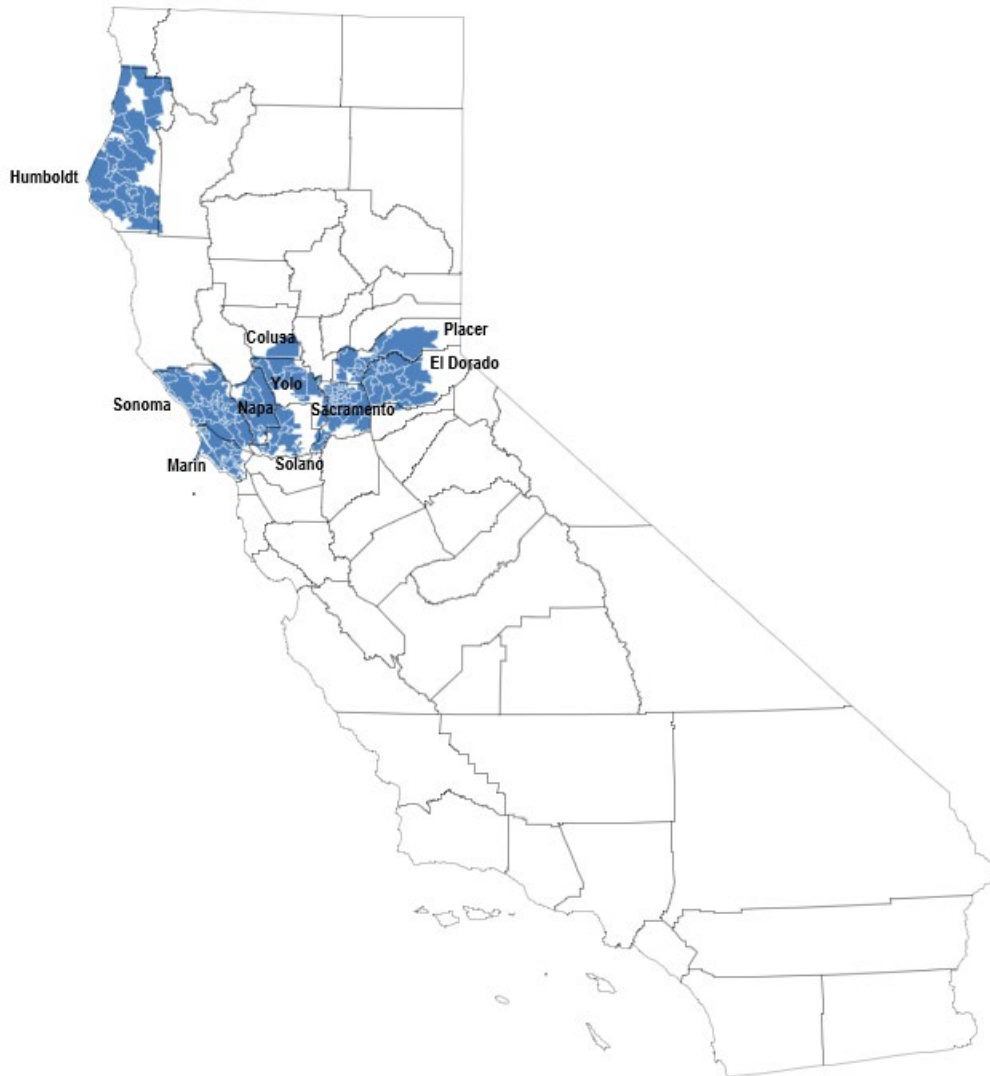 Humboldt
Colusa
Placer
El Dorado
Yolo
Sonoma
Napa
Sacramento
Marin
Solano